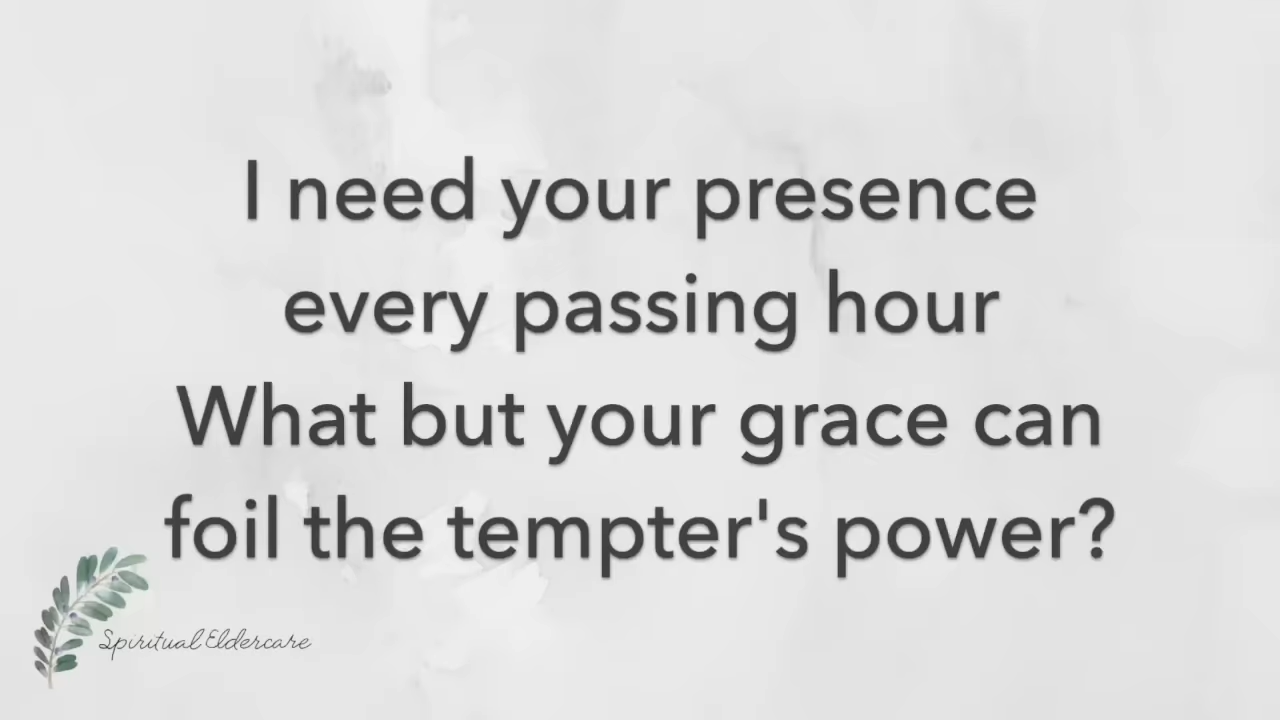 I need your presence
every passing hour
What but your grace can
foil the tempter's power?
Spiritual Eldercare